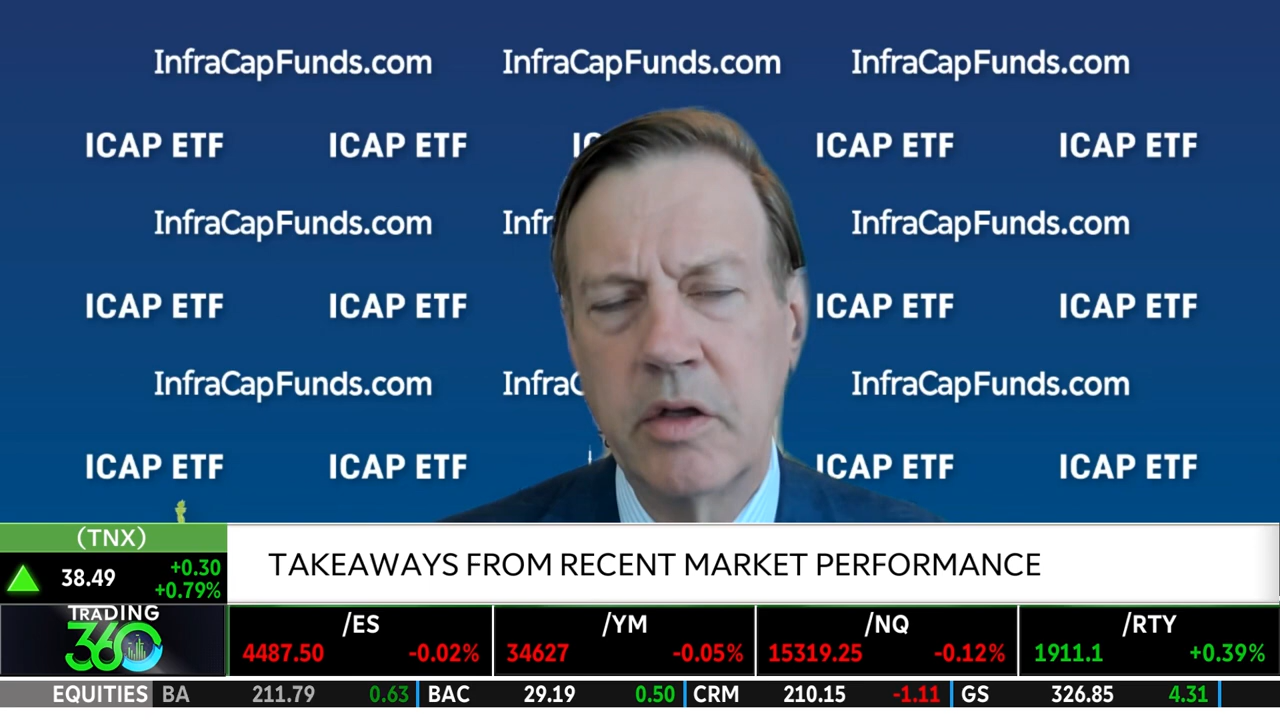 InfraCapFunds.com InfraCapFunds.com InfraCapFunds.com
ICAP ETF ICAP ETF IC ICAP ETF ICAP ETF
InfraCapFunds.com Infr InfraCapFunds.com
ICAP ETF ICAP ETF ICAP ETF ICAP ETF
InfraCapFunds.com InfraC InfraCapFunds.com
ICAP ETF ICAP ETF ICAP ETF ICAP ETF
(TNX)
38.49 +0.30
+0.79%
TAKEAWAYS FROM RECENT MARKET PERFORMANCE
TRADING
360
/ES /YM /NQ /RTY
4487.50 -0.02% 34627 -0.05% 15319.25 -0.12% 1911.1 +0.39%
EQUITIES BA 211.79 0.63 BAC 29.19 0.50 CRM 210.15 -1.11 GS 326.85 4.31